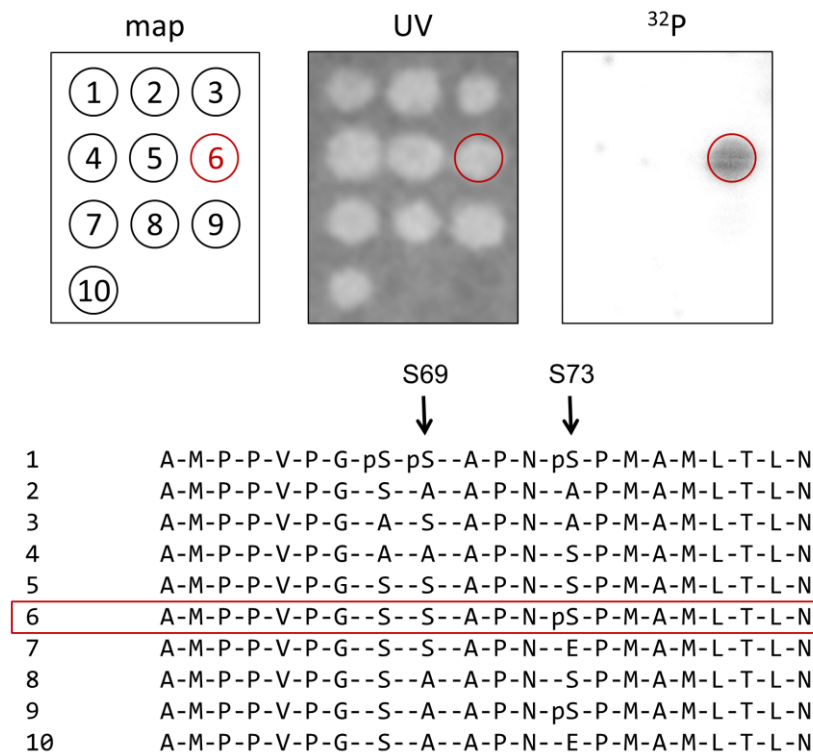 map UV 32P
1 2 3
4 5 6
7 8 9
10
S69 S73
1 A-M-P-P-V-P-G-pS-pS--A-P-N-pS-P-M-A-M-L-T-L-N
2 A-M-P-P-V-P-G--S--A--A-P-N--A-P-M-A-M-L-T-L-N
3 A-M-P-P-V-P-G--A--S--A-P-N--A-P-M-A-M-L-T-L-N
4 A-M-P-P-V-P-G--A--A--A-P-N--S-P-M-A-M-L-T-L-N
5 A-M-P-P-V-P-G--S--S--A-P-N--S-P-M-A-M-L-T-L-N
6 A-M-P-P-V-P-G--S--S--A-P-N-pS-P-M-A-M-L-T-L-N
7 A-M-P-P-V-P-G--S--S--A-P-N--E-P-M-A-M-L-T-L-N
8 A-M-P-P-V-P-G--S--A--A-P-N--S-P-M-A-M-L-T-L-N
9 A-M-P-P-V-P-G--S--A--A-P-N-pS-P-M-A-M-L-T-L-N
10 A-M-P-P-V-P-G--S--A--A-P-N--E-P-M-A-M-L-T-L-N